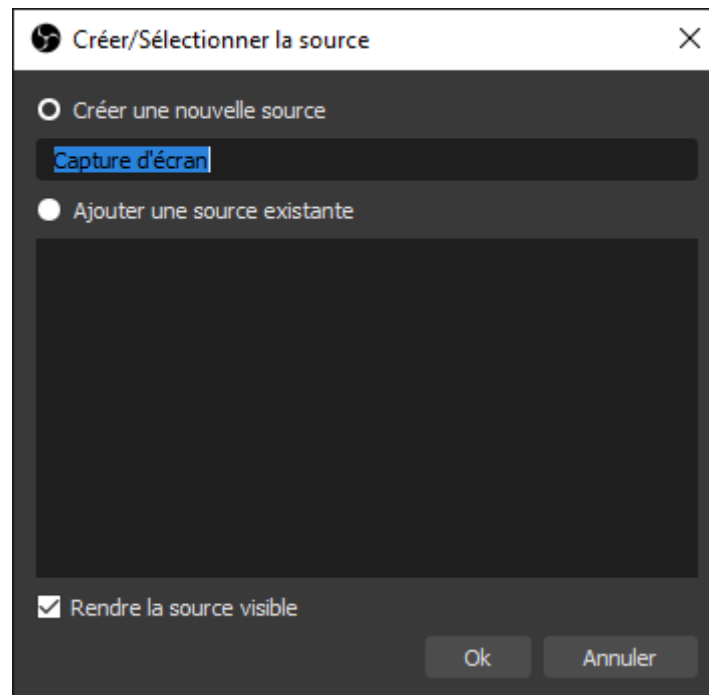 Créer/Sélectionner la source
Créer une nouvelle source
Capture d'écran
Ajouter une source existante
Rendre la source visible
Ok Annuler